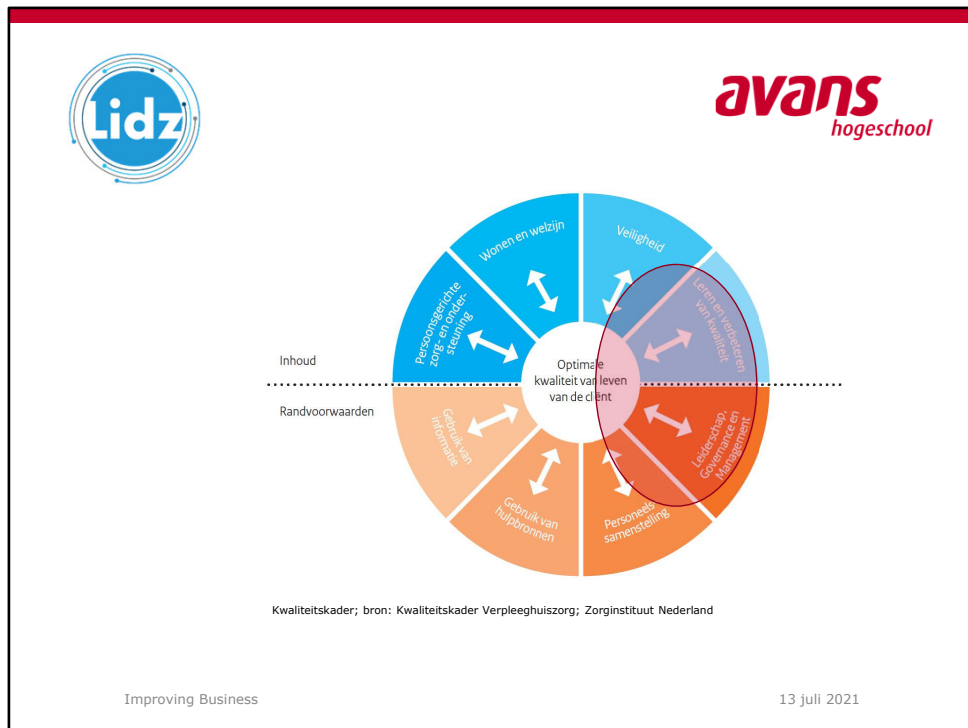 Lidz
avans
hogeschool
Wonen en welzijn
Veiligheid
Persoonsgerichte
zorg- en onder-
steuning
Leren en verbeteren
van kwaliteit
Inhoud
Optimale
kwaliteit van leven
van de cliënt
Randvoorwaarden
Gebruik van
informatie
Leiderschap,
Governance en
Management
Gebruik van
hulpbronnen
Personeels
samenstelling
Kwaliteitskader; bron: Kwaliteitskader Verpleeghuiszorg; Zorginstituut Nederland
Improving Business
13 juli 2021